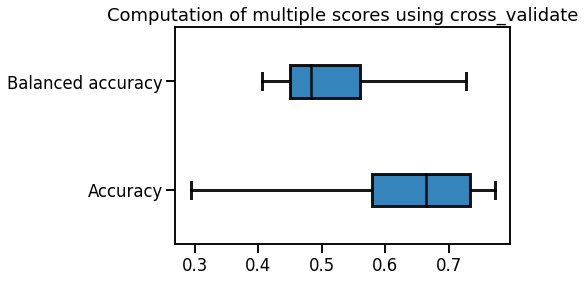 Computation of multiple scores using cross_validate
Balanced accuracy
Accuracy
0.3 0.4 0.5 0.6 0.7